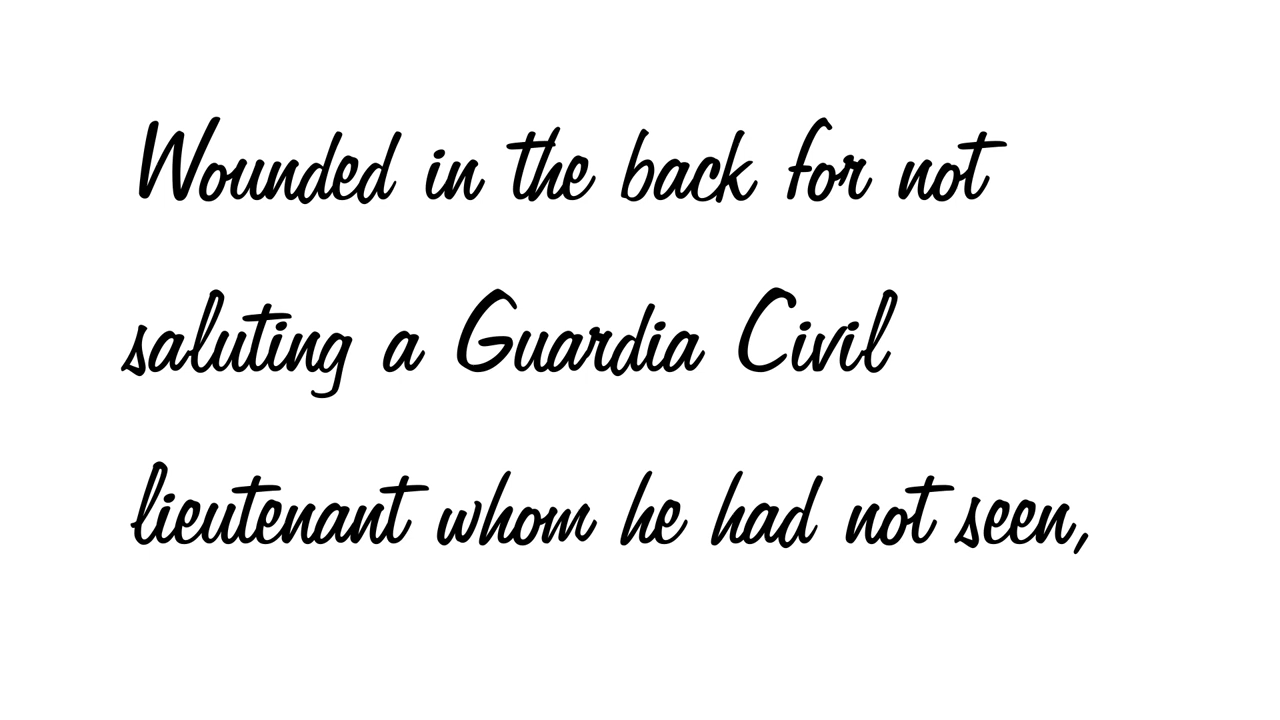 Wounded in the back for not
saluting a Guardia Civil
lieutenant whom he had not seen,